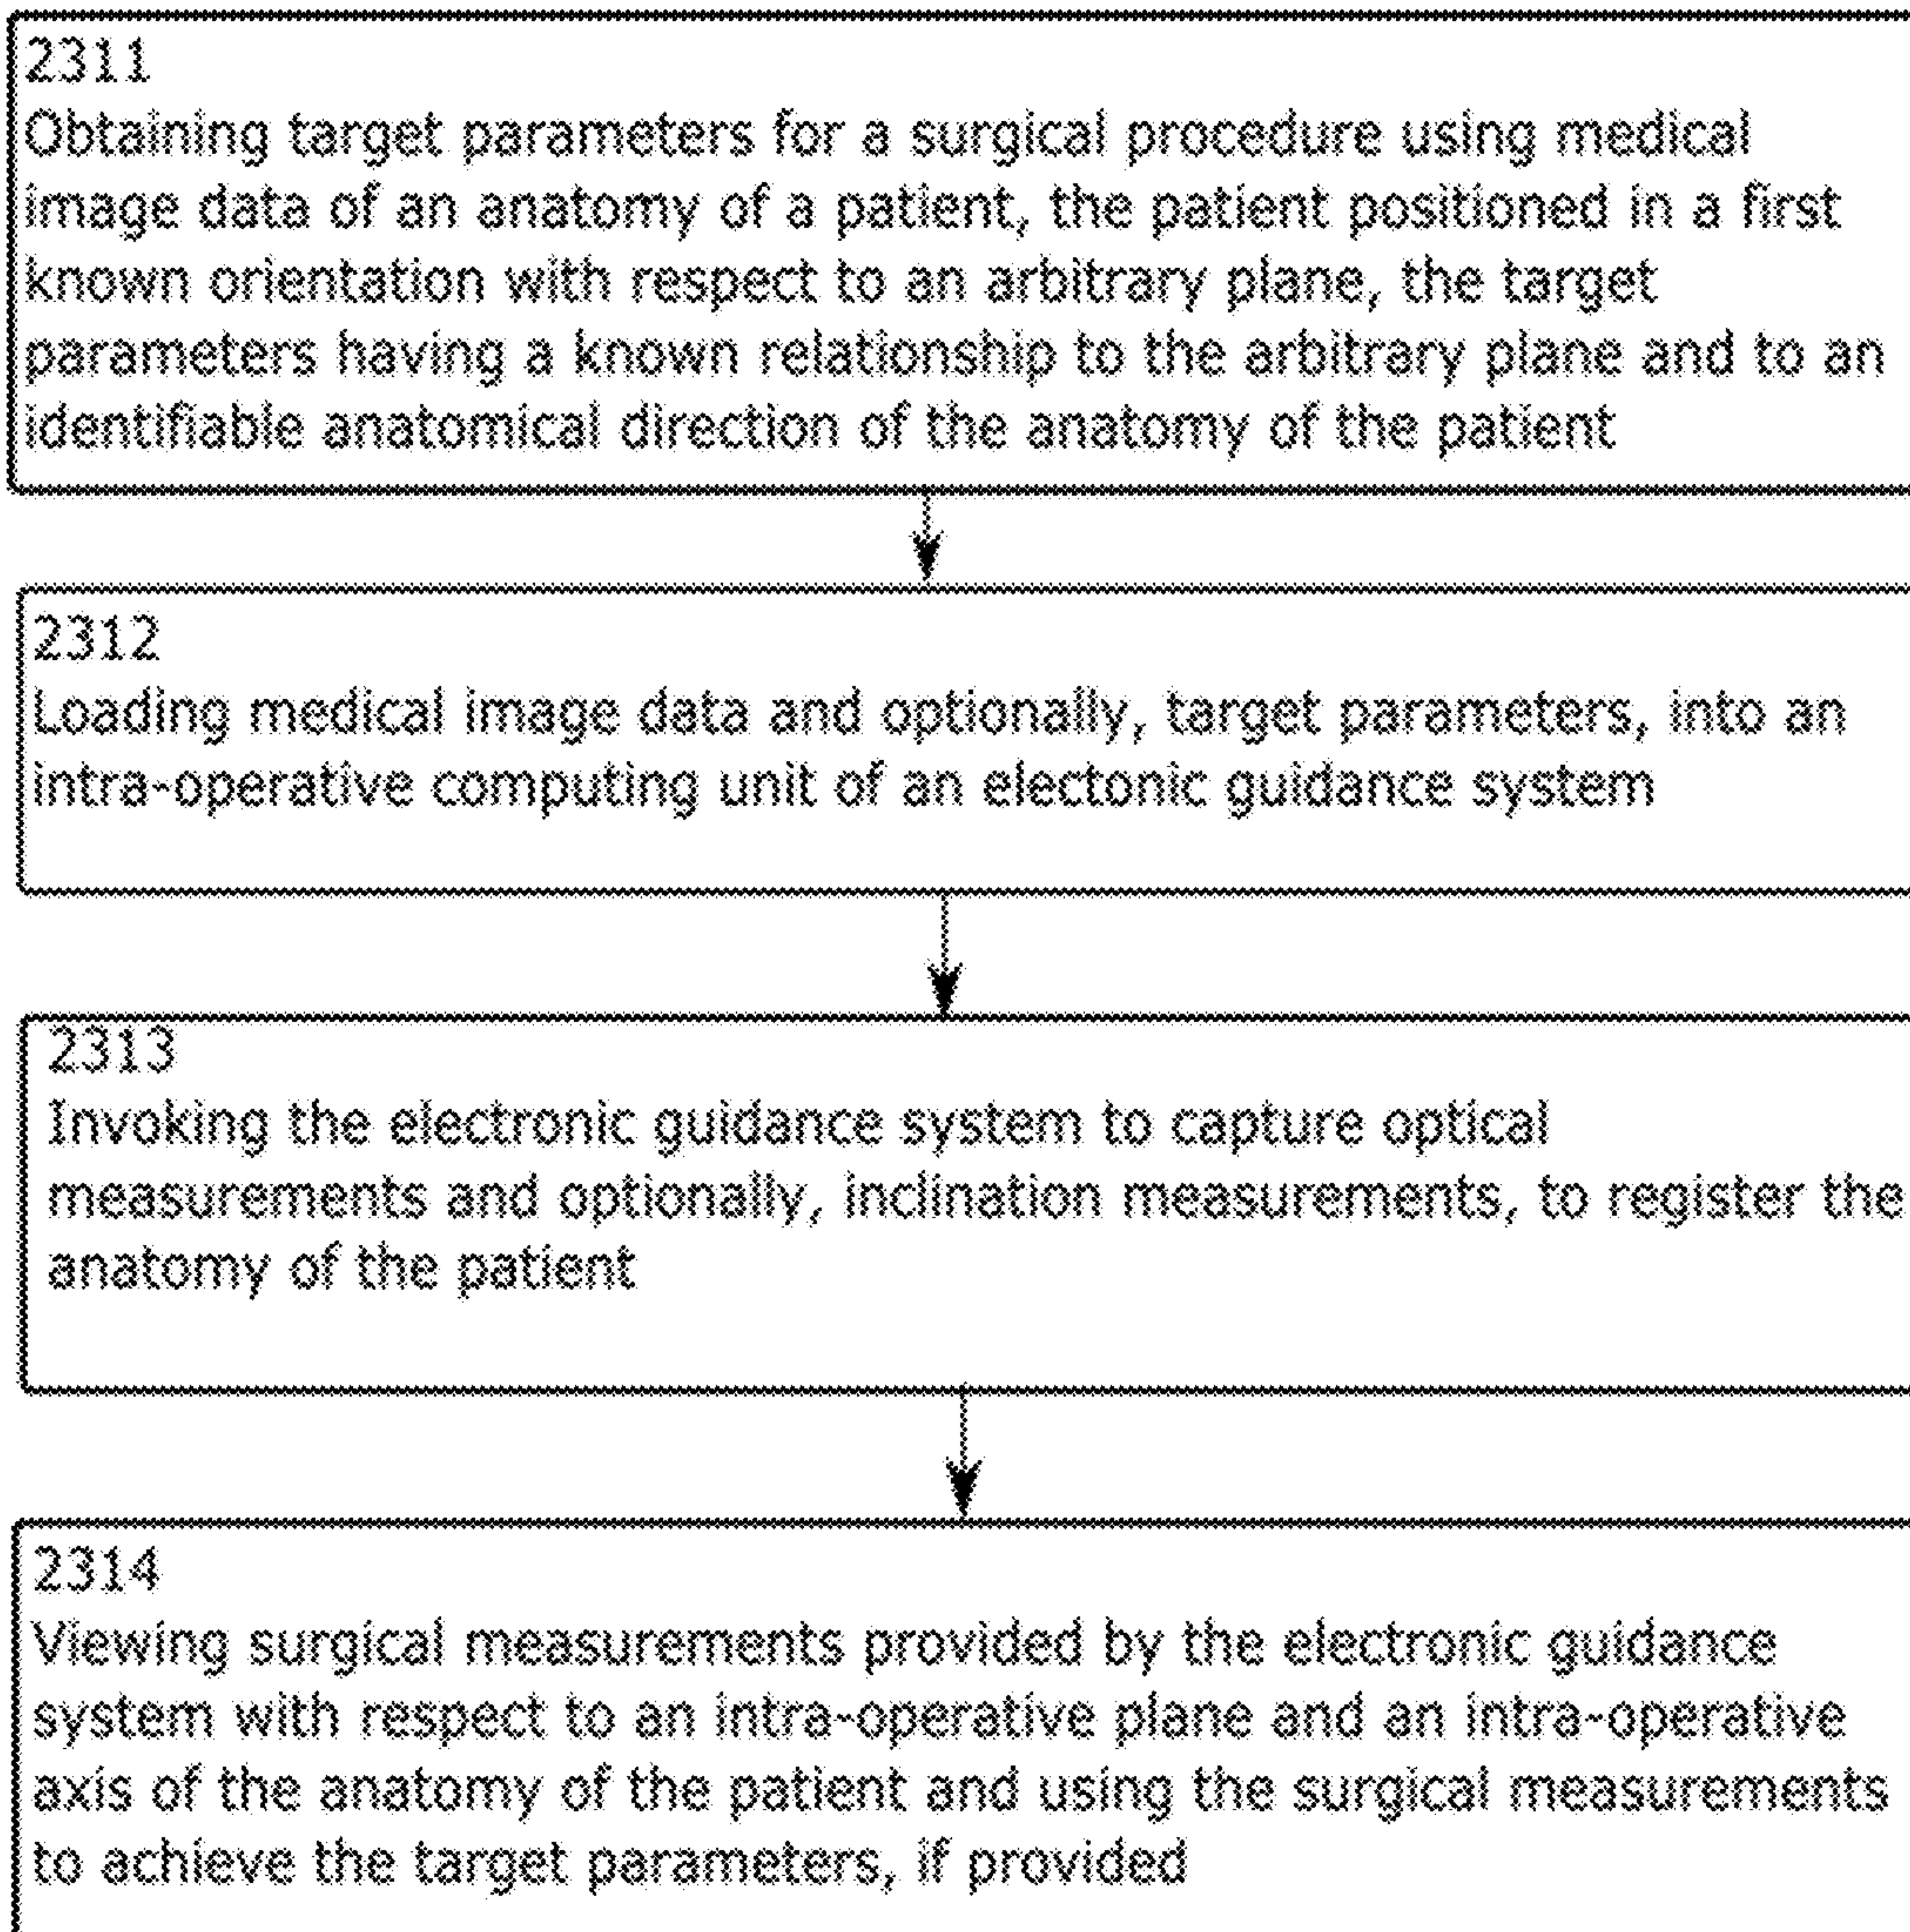 2311
Obtaining target parameters for a surgical procedure using medical
image data of an anatomy of a patient, the patient positioned in a first
known orientation with respect to an arbitrary plane, the target
parameters having a known relationship to the arbitrary plane and to an
identifiable anatomical direction of the anatomy of the patient
2312
Loading medical image data and optionally, target parameters, into an
intra-operative computing unit of an electonic guidance system
2313
Invoking the electronic guidance system to capture optical
measurements and optionally, inclination measurements, to register the
anatomy of the patient
2314
Viewing surgical measurements provided by the electronic guidance
system with respect to an intra-operative plane and an intra-operative
axis of the anatomy of the patient and using the surgical measurements
to achieve the target parameters, if provided